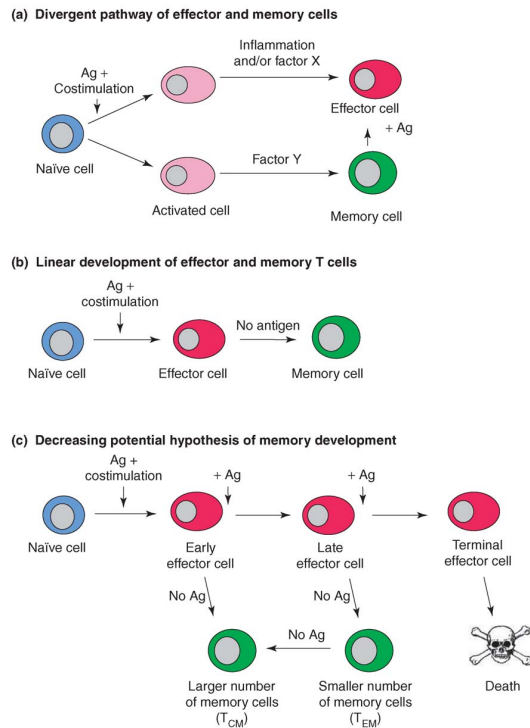 (a) Divergent pathway of effector and memory cells
Ag +
Costimulation
Inflammation
and/or factor X
Naïve cell
Effector cell
+ Ag
Factor Y
Activated cell
Memory cell
(b) Linear development of effector and memory T cells
Ag +
costimulation
No antigen
Naïve cell
Effector cell
Memory cell
(c) Decreasing potential hypothesis of memory development
Ag +
costimulation
+ Ag
+ Ag
Naïve cell
Early
effector cell
Late
effector cell
Terminal
effector cell
No Ag
No Ag
No Ag
Larger number
of memory cells
(TCM)
Smaller number
of memory cells
(TEM)
Death